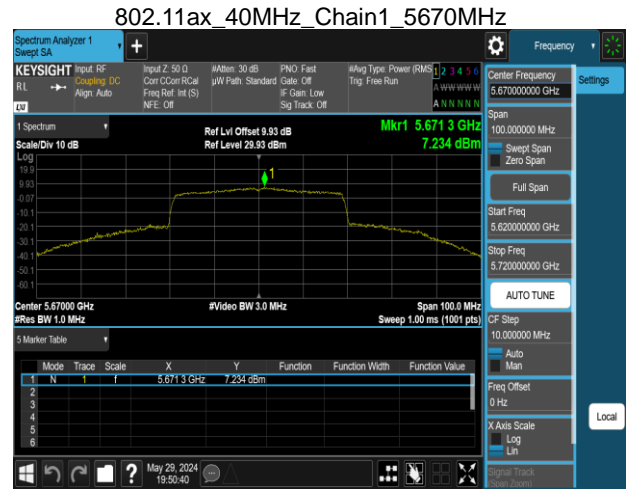 802.11ax_40MHz_Chain1_5670MHz
Spectrum Analyzer 1
Swept SA
+
Frequency
KEYSIGHT
RL
LXI
Input: RF
Coupling: DC
Align: Auto
Input Z: 50 Ω
Corr CCorr RCal
Freq Ref: Int (S)
NFE: Off
#Atten: 30 dB
µW Path: Standard
PNO: Fast
Gate: Off
IF Gain: Low
Sig Track: Off
#Avg Type: Power (RMS)
Trig: Free Run
1 2 3 4 5 6
A W W W W W
A N N N N N
1 Spectrum
Scale/Div 10 dB
Ref Lvl Offset 9.93 dB
Ref Level 29.93 dBm
Mkr1 5.671 3 GHz
7.234 dBm
Log
19.9
9.93
-0.07
-10.1
-20.1
-30.1
-40.1
-50.1
-60.1
1
Center 5.67000 GHz
#Res BW 1.0 MHz
#Video BW 3.0 MHz
Span 100.0 MHz
Sweep 1.00 ms (1001 pts)
5 Marker Table
Mode Trace Scale X Y Function Function Width Function Value
1 N 1 f 5.671 3 GHz 7.234 dBm
2
3
4
5
6
Center Frequency
5.670000000 GHz
Settings
Span
100.000000 MHz
Swept Span
Zero Span
Full Span
Start Freq
5.620000000 GHz
Stop Freq
5.720000000 GHz
AUTO TUNE
CF Step
10.000000 MHz
Auto
Man
Freq Offset
0 Hz
X Axis Scale
Log
Lin
Local
Signal Track
(Span Zoom)
?
May 29, 2024
19:50:40